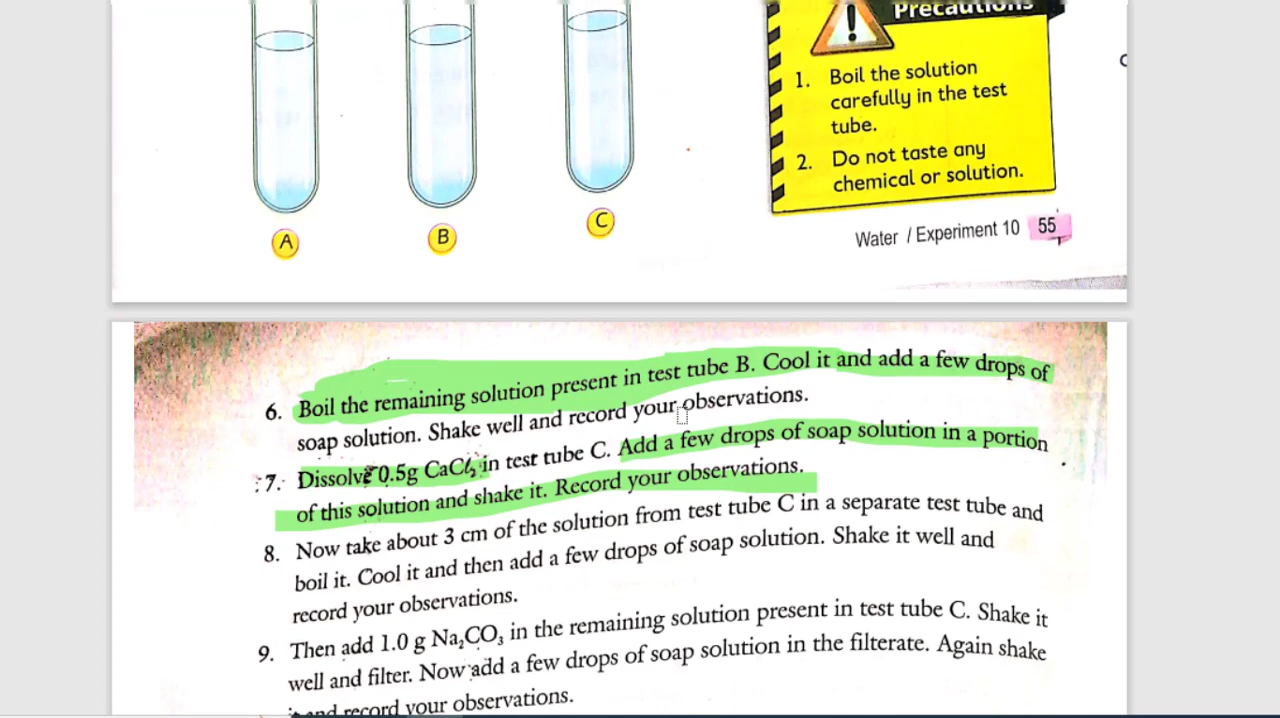 Precautions
1. Boil the solution
carefully in the test
tube.
2. Do not taste any
chemical or solution.
A
B
C
Water / Experiment 10 55
6. Boil the remaining solution present in test tube B. Cool it and add a few drops of
soap solution. Shake well and record your observations.
7. Dissolve 0.5g CaCl₂ in test tube C. Add a few drops of soap solution in a portion
of this solution and shake it. Record your observations.
8. Now take about 3 cm of the solution from test tube C in a separate test tube and
boil it. Cool it and then add a few drops of soap solution. Shake it well and
record your observations.
9. Then add 1.0 g Na₂CO₃ in the remaining solution present in test tube C. Shake it
well and filter. Now add a few drops of soap solution in the filterate. Again shake
it and record your observations.